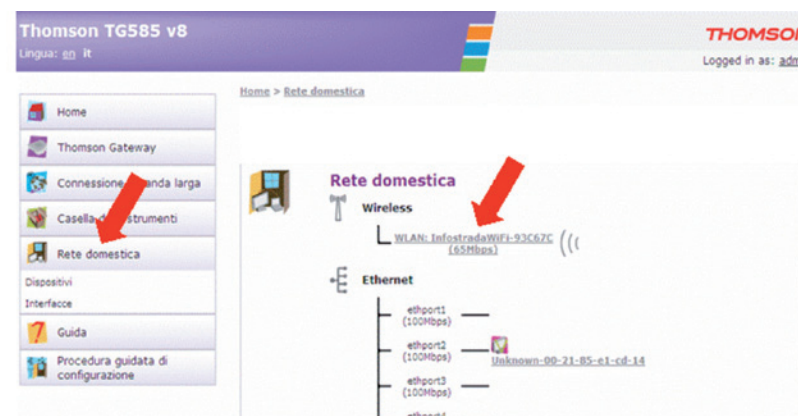 Thomson TG585 v8
Lingua: en it
THOMSO
Logged in as: adm
Home > Rete domestica
Home
Thomson Gateway
Connessione anda larga
Casella strumenti
Rete domestica
Dispositivi
Interfacce
Guida
Procedura guidata di
configurazione
Rete domestica
Wireless
WLAN: InfostradaWiFi-93C67C
(65Mbps)
Ethernet
ethport1
(100Mbps)
ethport2
(100Mbps)
Unknown-00-21-85-e1-cd-14
ethport3
(100Mbps)